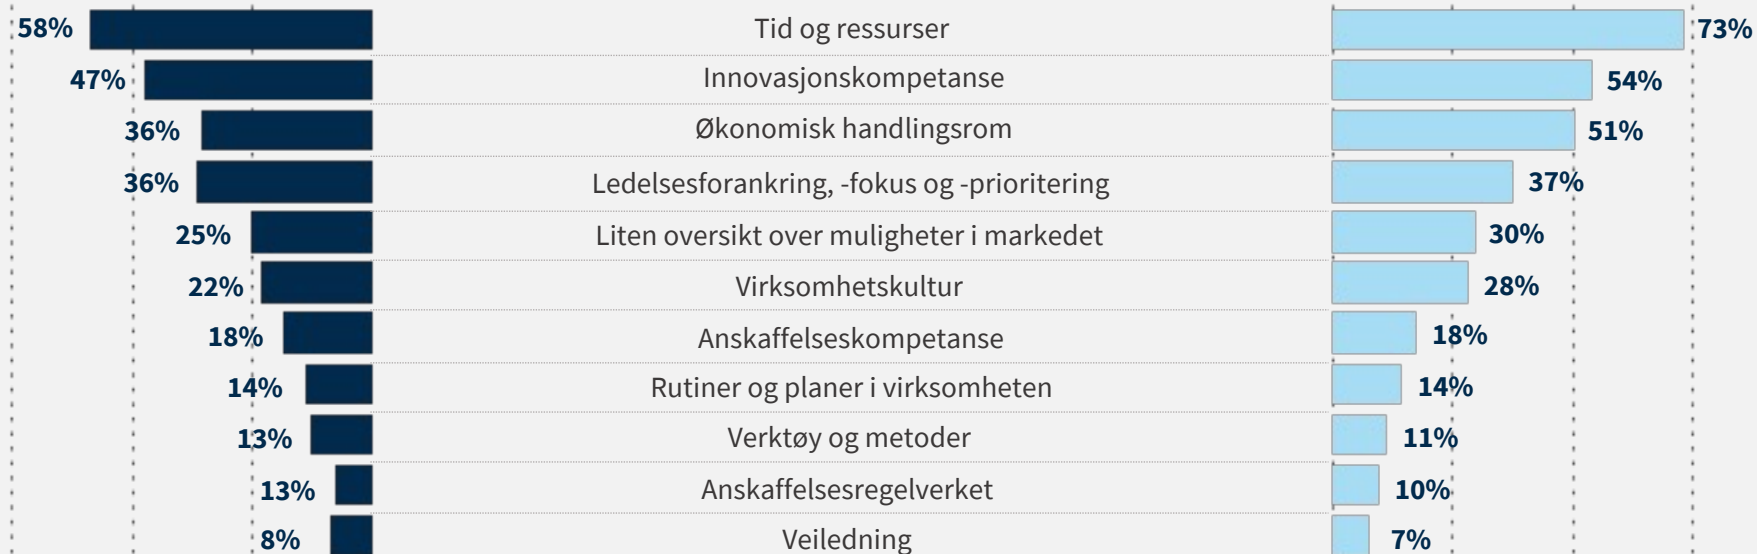 58% Tid og ressurser 73%
47% Innovasjonskompetanse 54%
36% Økonomisk handlingsrom 51%
36% Ledelsesforankring, -fokus og -prioritering 37%
25% Liten oversikt over muligheter i markedet 30%
22% Virksomhetskultur 28%
18% Anskaffelseskompetanse 18%
14% Rutiner og planer i virksomheten 14%
13% Verktøy og metoder 11%
13% Anskaffelsesregelverket 10%
8% Veiledning 7%